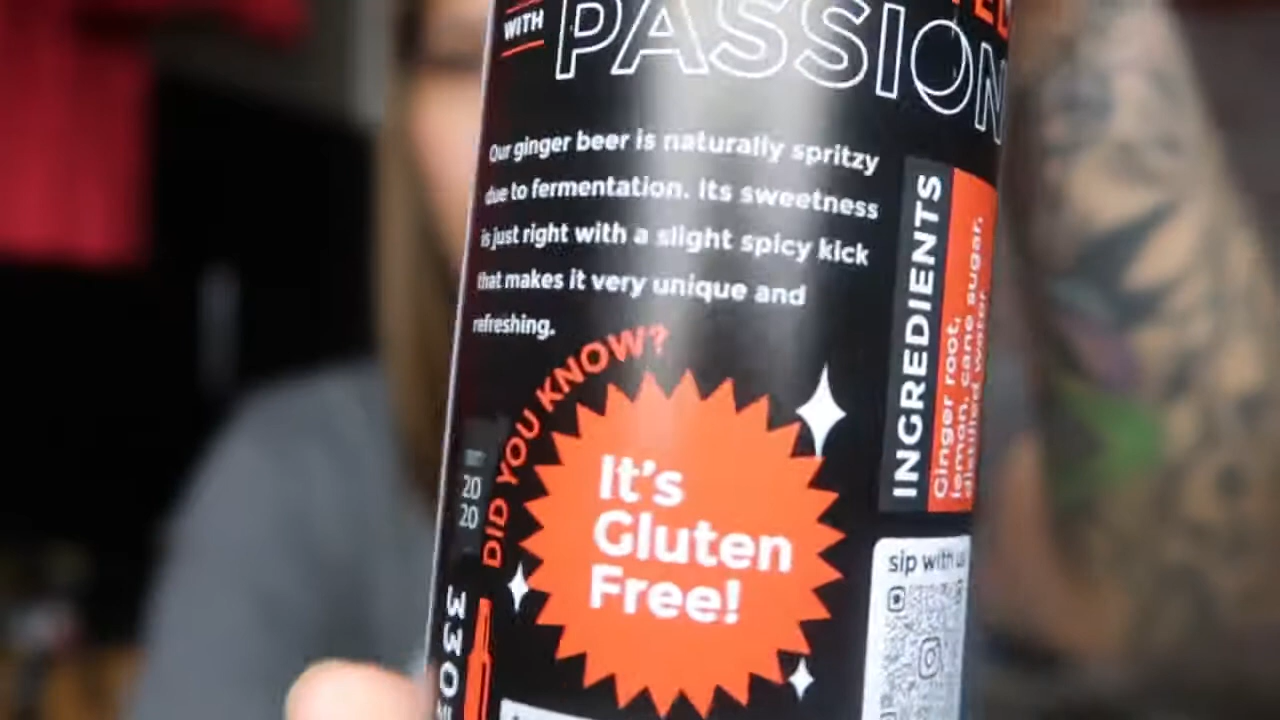 WITH
PASSION
Our ginger beer is naturally spritzy
due to fermentation. Its sweetness
is just right with a slight spicy kick
that makes it very unique and
refreshing.
DID YOU KNOW?
It's
Gluten
Free!
20
20
330
INGREDIENTS
Ginger root,
lemon, cane sugar,
distilled water
sip with us